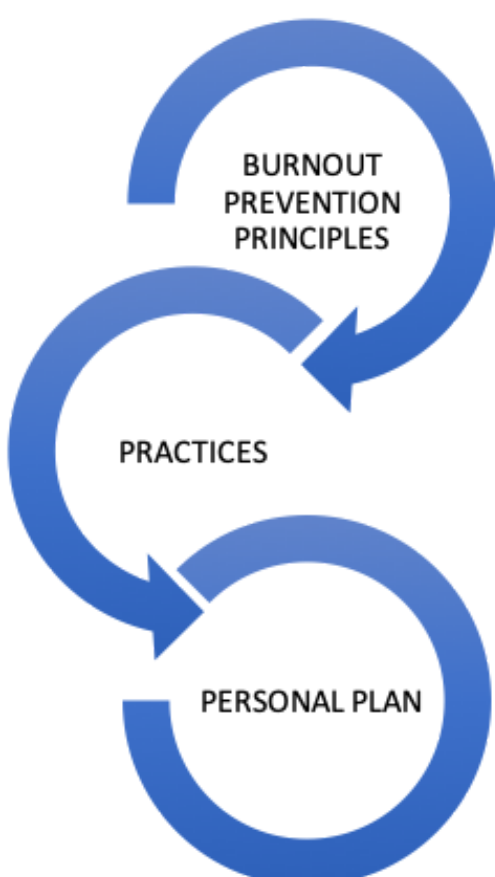 BURNOUT
PREVENTION
PRINCIPLES
PRACTICES
PERSONAL PLAN